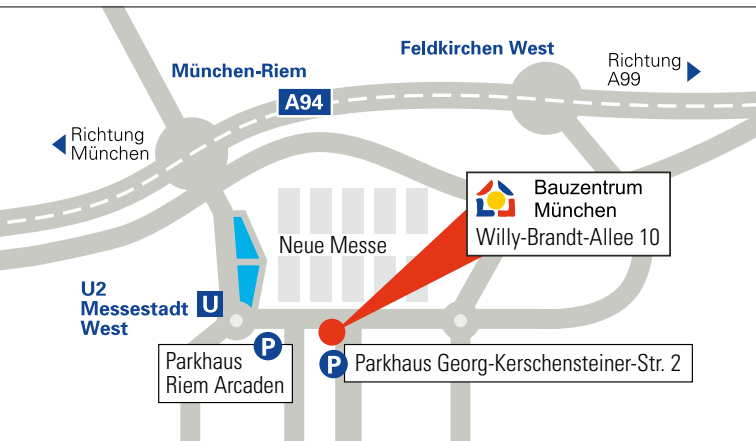 Feldkirchen West
München-Riem
Richtung
A99
A94
Richtung
München
Bauzentrum
München
Willy-Brandt-Allee 10
Neue Messe
U2
Messestadt
West
U
P
Parkhaus
Riem Arcaden
P
Parkhaus Georg-Kerschensteiner-Str. 2